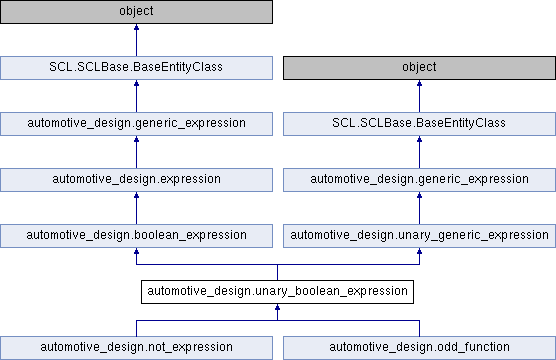 object
SCL.SCLBase.BaseEntityClass
object
automotive_design.generic_expression
SCL.SCLBase.BaseEntityClass
automotive_design.expression
automotive_design.generic_expression
automotive_design.boolean_expression
automotive_design.unary_generic_expression
automotive_design.unary_boolean_expression
automotive_design.not_expression
automotive_design.odd_function